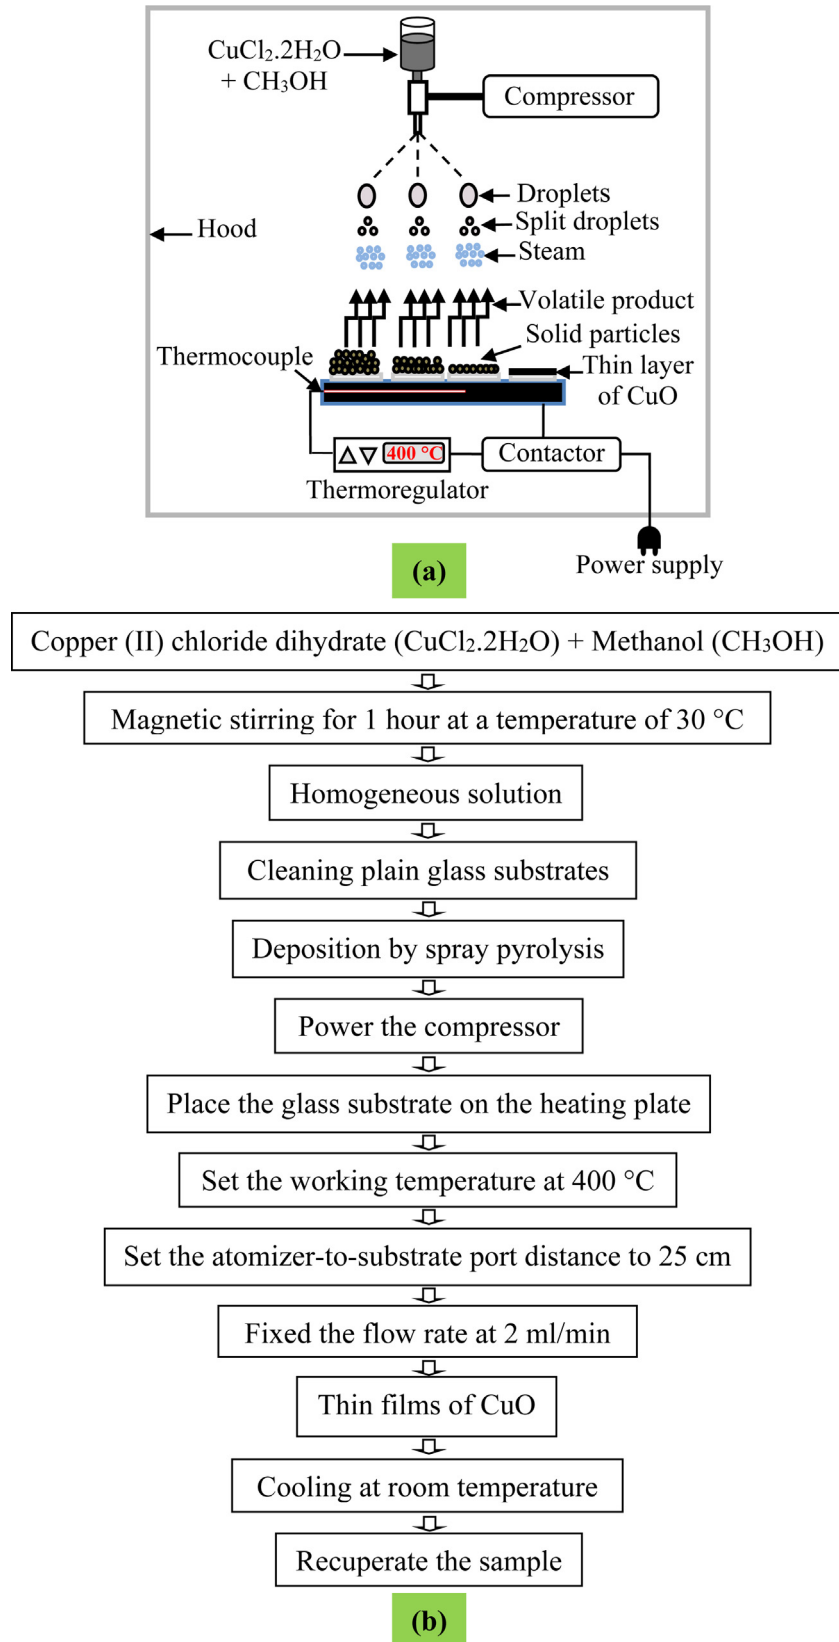 CuCl₂.2H₂O
+ CH₃OH
Compressor
Droplets
Split droplets
Hood
Steam
Volatile product
Solid particles
Thermocouple
Thin layer
of CuO
400 °C
Contactor
Thermoregulator
Power supply
(a)
Copper (II) chloride dihydrate (CuCl₂.2H₂O) + Methanol (CH₃OH)
Magnetic stirring for 1 hour at a temperature of 30 °C
Homogeneous solution
Cleaning plain glass substrates
Deposition by spray pyrolysis
Power the compressor
Place the glass substrate on the heating plate
Set the working temperature at 400 °C
Set the atomizer-to-substrate port distance to 25 cm
Fixed the flow rate at 2 ml/min
Thin films of CuO
Cooling at room temperature
Recuperate the sample
(b)